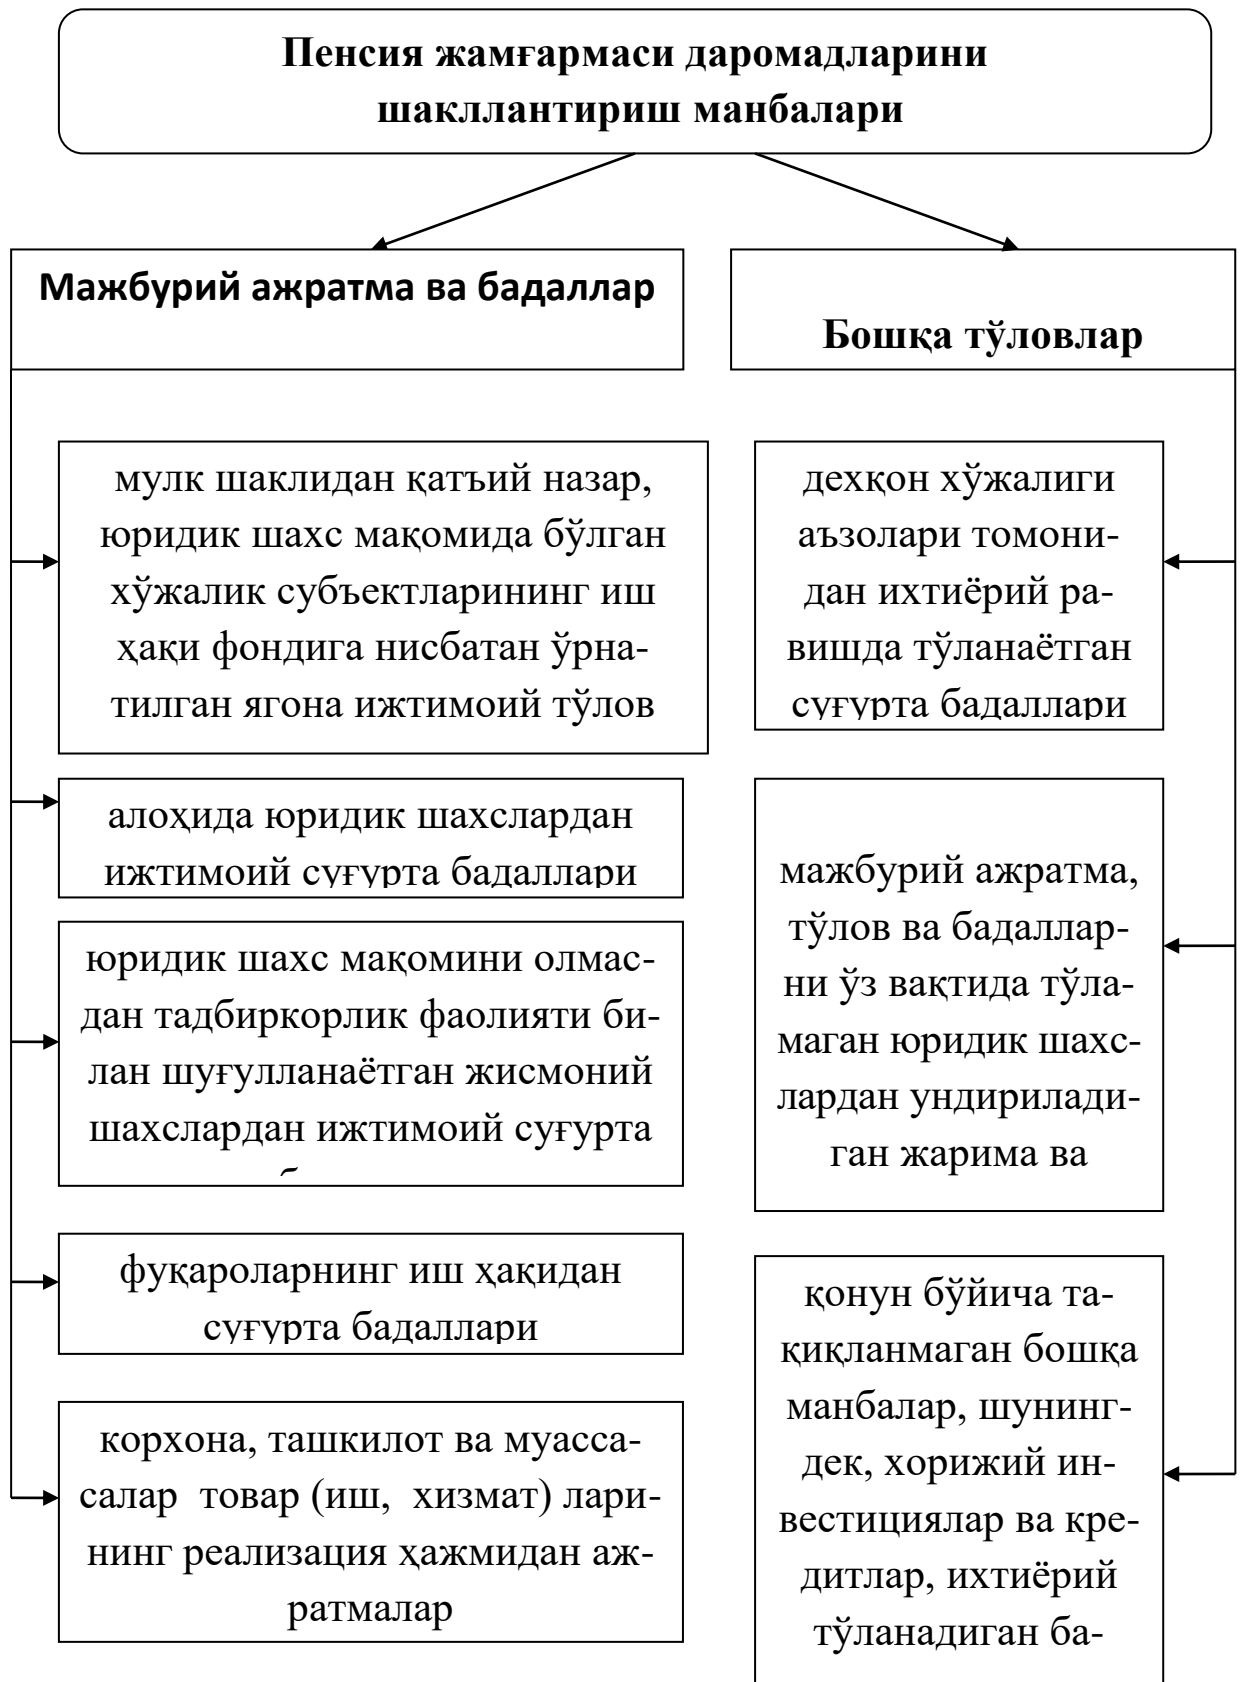 Пенсия жамғармаси даромадларини
шакллантириш манбалари
Мажбурий ажратма ва бадаллар
Бошқа тўловлар
мулк шаклидан қатъий назар,
юридик шахс мақомида бўлган
хўжалик субъектларининг иш
ҳақи фондига нисбатан ўрна-
тилган ягона ижтимоий тўлов
алоҳида юридик шахслардан
ижтимоий суғурта бадаллари
юридик шахс мақомини олмас-
дан тадбиркорлик фаолияти би-
лан шуғулланаётган жисмоний
шахслардан ижтимоий суғурта
фуқароларнинг иш ҳақидан
суғурта бадаллари
корхона, ташкилот ва муасса-
салар товар (иш, хизмат) лари-
нинг реализация ҳажмидан аж-
ратмалар
дехқон хўжалиги
аъзолари томони-
дан ихтиёрий ра-
вишда тўланаётган
суғурта бадаллари
мажбурий ажратма,
тўлов ва бадаллар-
ни ўз вақтида тўла-
маган юридик шахс-
лардан ундирилади-
ган жарима ва
қонун бўйича та-
қиқланмаган бошқа
манбалар, шунинг-
дек, хорижий ин-
вестициялар ва кре-
дитлар, ихтиёрий
тўланадиган ба-